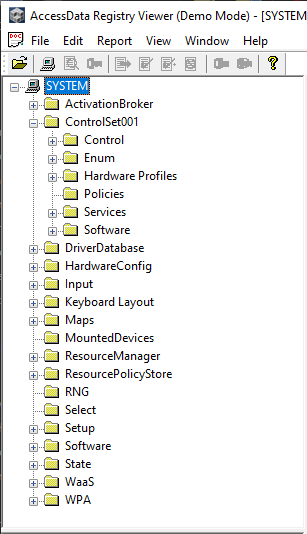 AccessData Registry Viewer (Demo Mode) - [SYSTEM
File Edit Report View Window Help
SYSTEM
ActivationBroker
ControlSet001
Control
Enum
Hardware Profiles
Policies
Services
Software
DriverDatabase
HardwareConfig
Input
Keyboard Layout
Maps
MountedDevices
ResourceManager
ResourcePolicyStore
RNG
Select
Setup
Software
State
WaaS
WPA